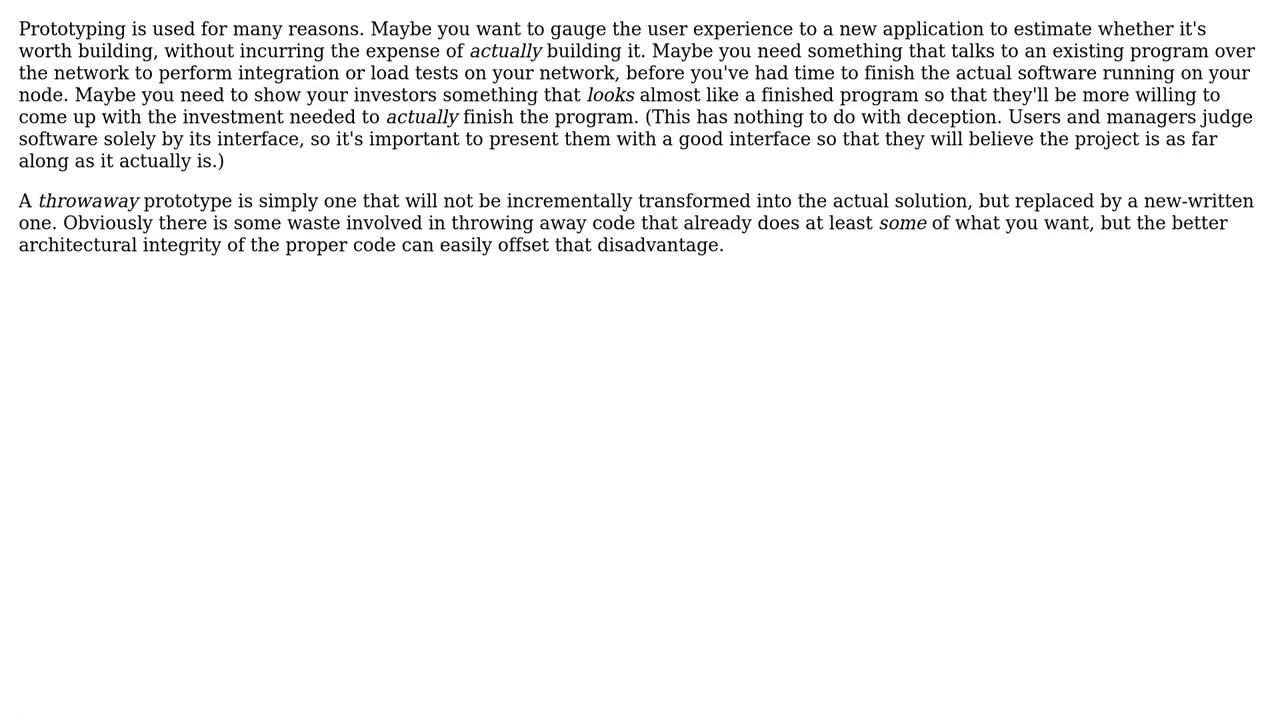 Prototyping is used for many reasons. Maybe you want to gauge the user experience to a new application to estimate whether it's
worth building, without incurring the expense of actually building it. Maybe you need something that talks to an existing program over
the network to perform integration or load tests on your network, before you've had time to finish the actual software running on your
node. Maybe you need to show your investors something that looks almost like a finished program so that they'll be more willing to
come up with the investment needed to actually finish the program. (This has nothing to do with deception. Users and managers judge
software solely by its interface, so it's important to present them with a good interface so that they will believe the project is as far
along as it actually is.)
A throwaway prototype is simply one that will not be incrementally transformed into the actual solution, but replaced by a new-written
one. Obviously there is some waste involved in throwing away code that already does at least some of what you want, but the better
architectural integrity of the proper code can easily offset that disadvantage.